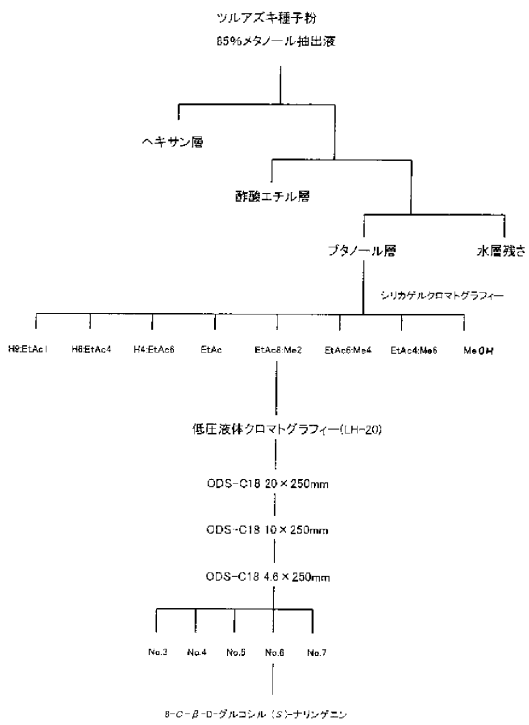 ツルアズキ種子粉
85%メタノール抽出液
ヘキサン層
酢酸エチル層
ブタノール層
水層残さ
シリカゲルクロマトグラフィー
H9:EtAc1
H6:EtAc4
H4:EtAc6
EtAc
EtAc8:Me2
EtAc6:Me4
EtAc4:Me6
MeOH
低圧液体クロマトグラフィー(LH-20)
ODS-C18 20×250mm
ODS-C18 10×250mm
ODS-C18 4.6×250mm
No.3
No.4
No.5
No.6
No.7
8-C-β-D-グルコシル (S)-ナリンゲニン